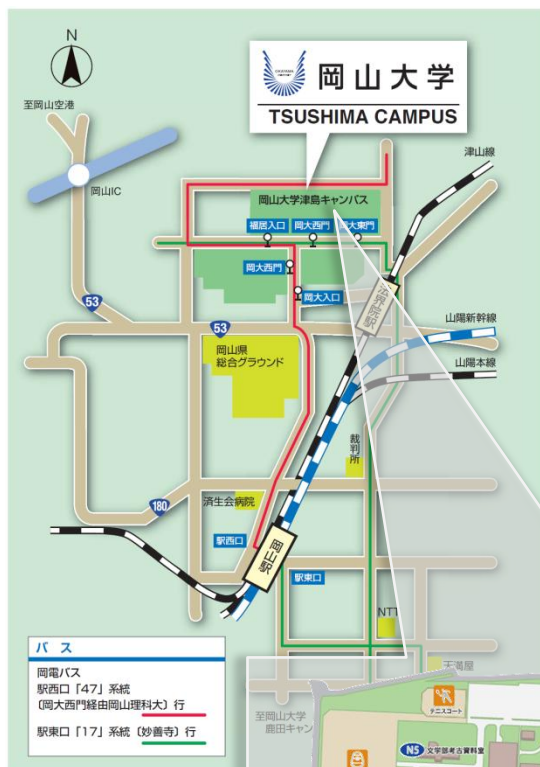 N
岡山大学
TSUSHIMA CAMPUS
至岡山空港
津山線
岡山IC
岡山大学津島キャンパス
福居入口
岡大西門
岡大東門
岡大西門
岡大入口
法界院駅
53
53
山陽新幹線
山陽本線
岡山県
総合グラウンド
裁判所
180
済生会病院
駅西口
岡山駅
駅東口
NTT
天満屋
バス
岡電バス
駅西口「47」系統
〔岡大西門経由岡山理科大〕行
駅東口「17」系統〔妙善寺〕行
至岡山大学
鹿田キャン
テニスコート
N5 文学部考古資料室